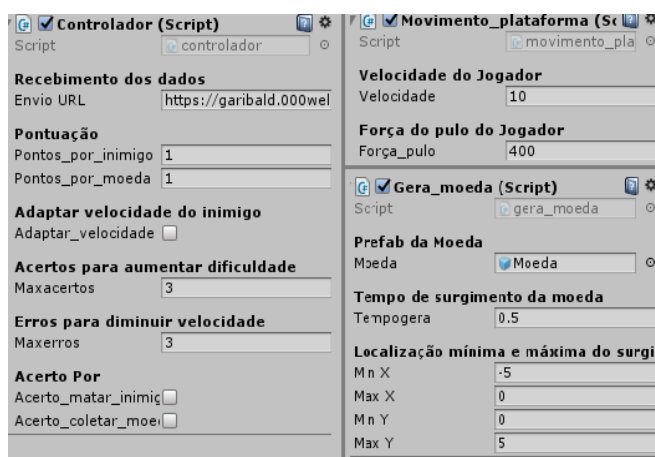 Controlador (Script)
Script controlador
Recebimento dos dados
Envio URL https://garibald.000wel
Pontuação
Pontos_por_inimigo 1
Pontos_por_moeda 1
Adaptar velocidade do inimigo
Adaptar_velocidade
Acertos para aumentar dificuldade
Maxacertos 3
Erros para diminuir velocidade
Maxerros 3
Acerto Por
Acerto_matar_inimig
Acerto_coletar_moe
Movimento_plataforma (Sc
Script movimento_pla
Velocidade do Jogador
Velocidade 10
Força do pulo do Jogador
Força_pulo 400
Gera_moeda (Script)
Script gera_moeda
Prefab da Moeda
Moeda Moeda
Tempo de surgimento da moeda
Tempogera 0.5
Localização mínima e máxima do surgi
Min X -5
Max X 0
Min Y 0
Max Y 5